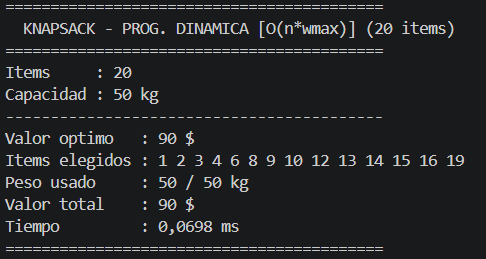 ==========================================
KNAPSACK - PROG. DINAMICA [O(n*wmax)] (20 items)
==========================================
Items     : 20
Capacidad : 50 kg
------------------------------------------
Valor optimo   : 90 $
Items elegidos : 1 2 3 4 6 8 9 10 12 13 14 15 16 19
Peso usado     : 50 / 50 kg
Valor total    : 90 $
Tiempo         : 0,0698 ms
==========================================